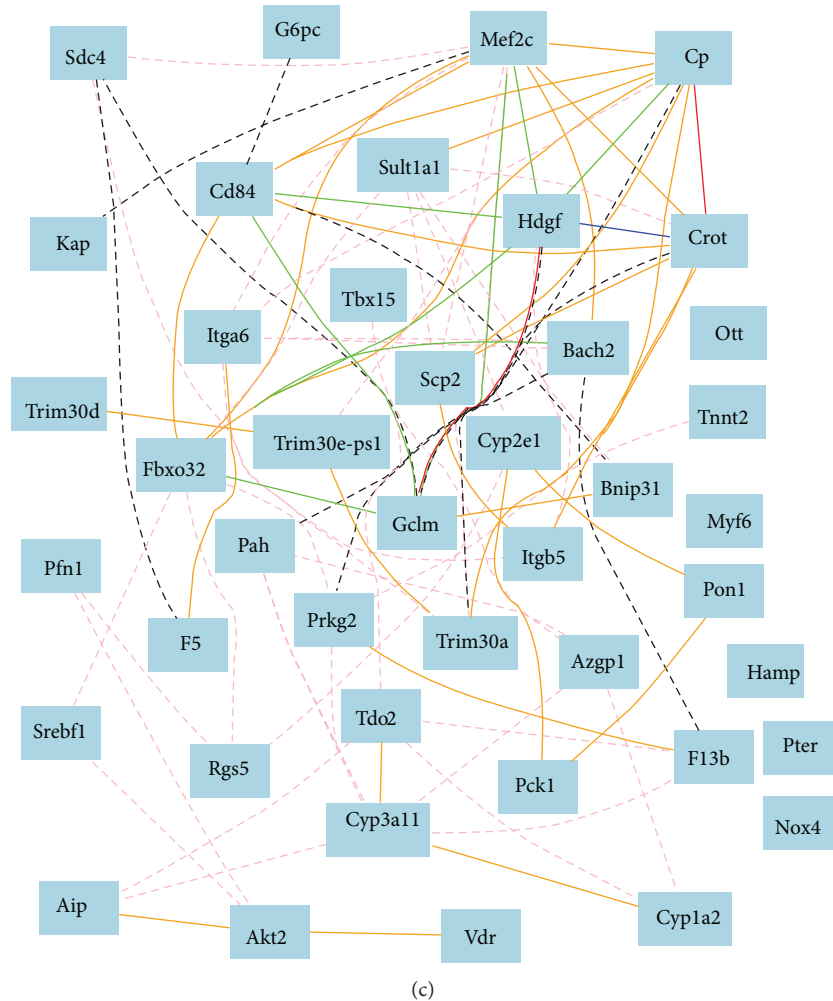 G6pc
Mef2c
Sdc4
Cp
Sult1a1
Cd84
Hdgf
Kap
Crot
Tbx15
Itga6
Ott
Bach2
Scp2
Trim30d
Tnnt2
Trim30e-ps1
Cyp2e1
Fbxo32
Bnip31
Gclm
Myf6
Pah
Itgb5
Pfn1
Pon1
Prkg2
F5
Trim30a
Azgp1
Hamp
Tdo2
Srebf1
Pter
Rgs5
F13b
Pck1
Cyp3a11
Nox4
Aip
Cyp1a2
Akt2
Vdr
(c)